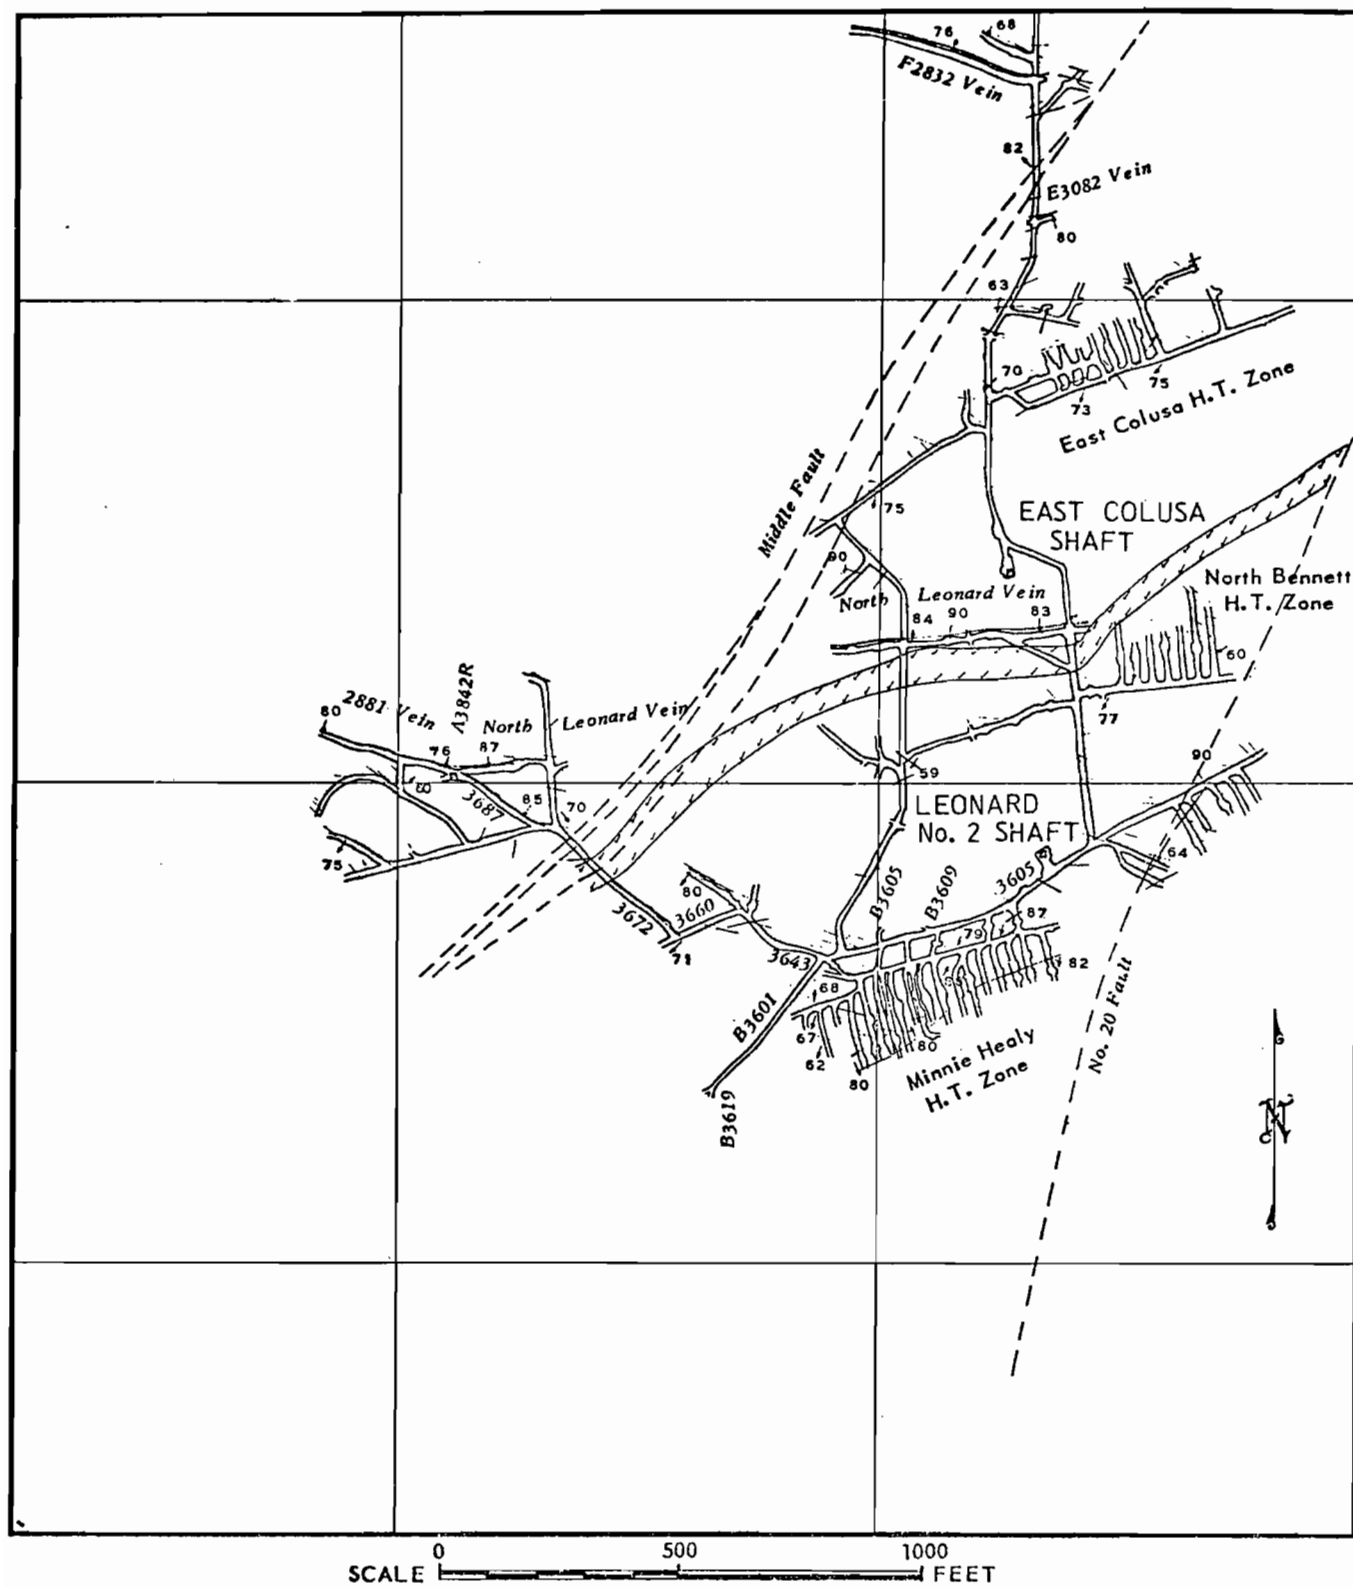 76
68
F2832 Vein
82
E3082 Vein
80
63
70
73
75
East Colusa H.T. Zone
Middle Fault
75
EAST COLUSA
SHAFT
90
North Leonard Vein
84
90
83
North Bennett
H.T. Zone
60
77
2881 Vein
80
A3842R
North Leonard Vein
76
87
3687
85
70
75
59
LEONARD
No. 2 SHAFT
90
64
80
3660
3672
71
3643
B3605
B3609
3605
87
79
82
68
67
62
80
80
B3601
B3619
Minnie Healy
H.T. Zone
No. 20 Fault
N
0 500 1000
SCALE FEET